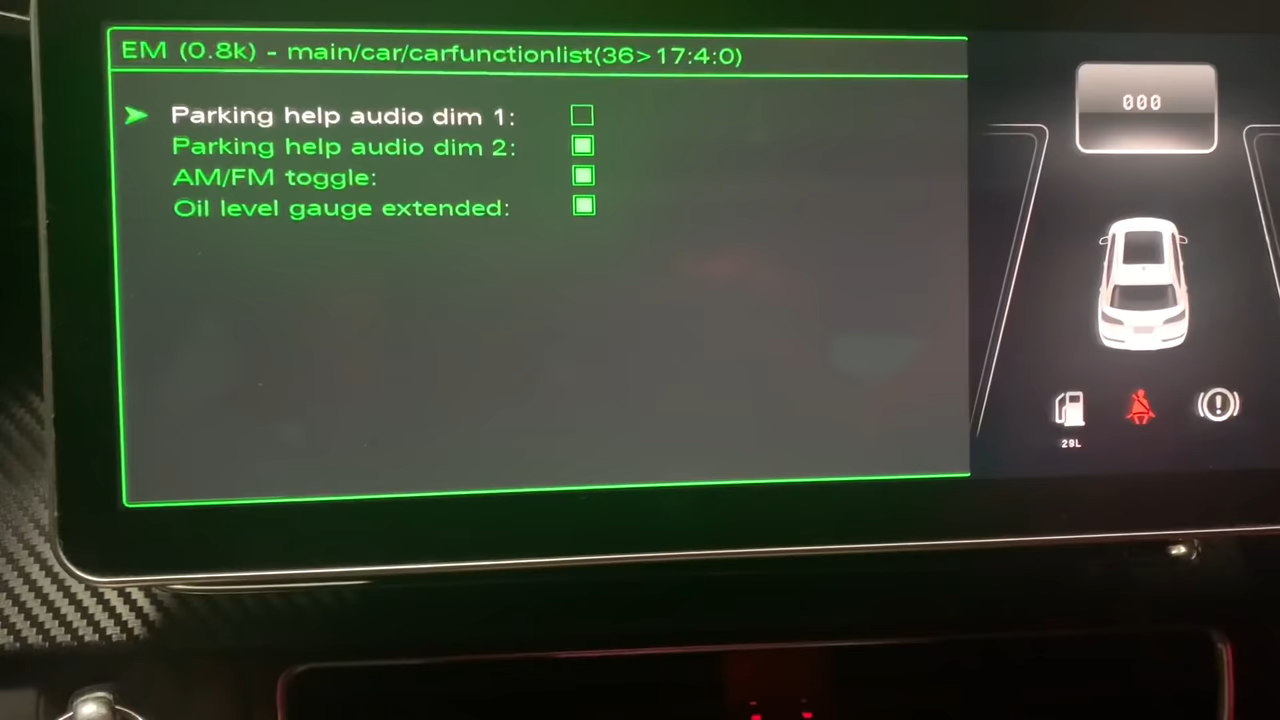 EM (0.8k) - main/car/carfunctionlist(36>17:4:0)
Parking help audio dim 1:
Parking help audio dim 2:
AM/FM toggle:
Oil level gauge extended:
000
29L